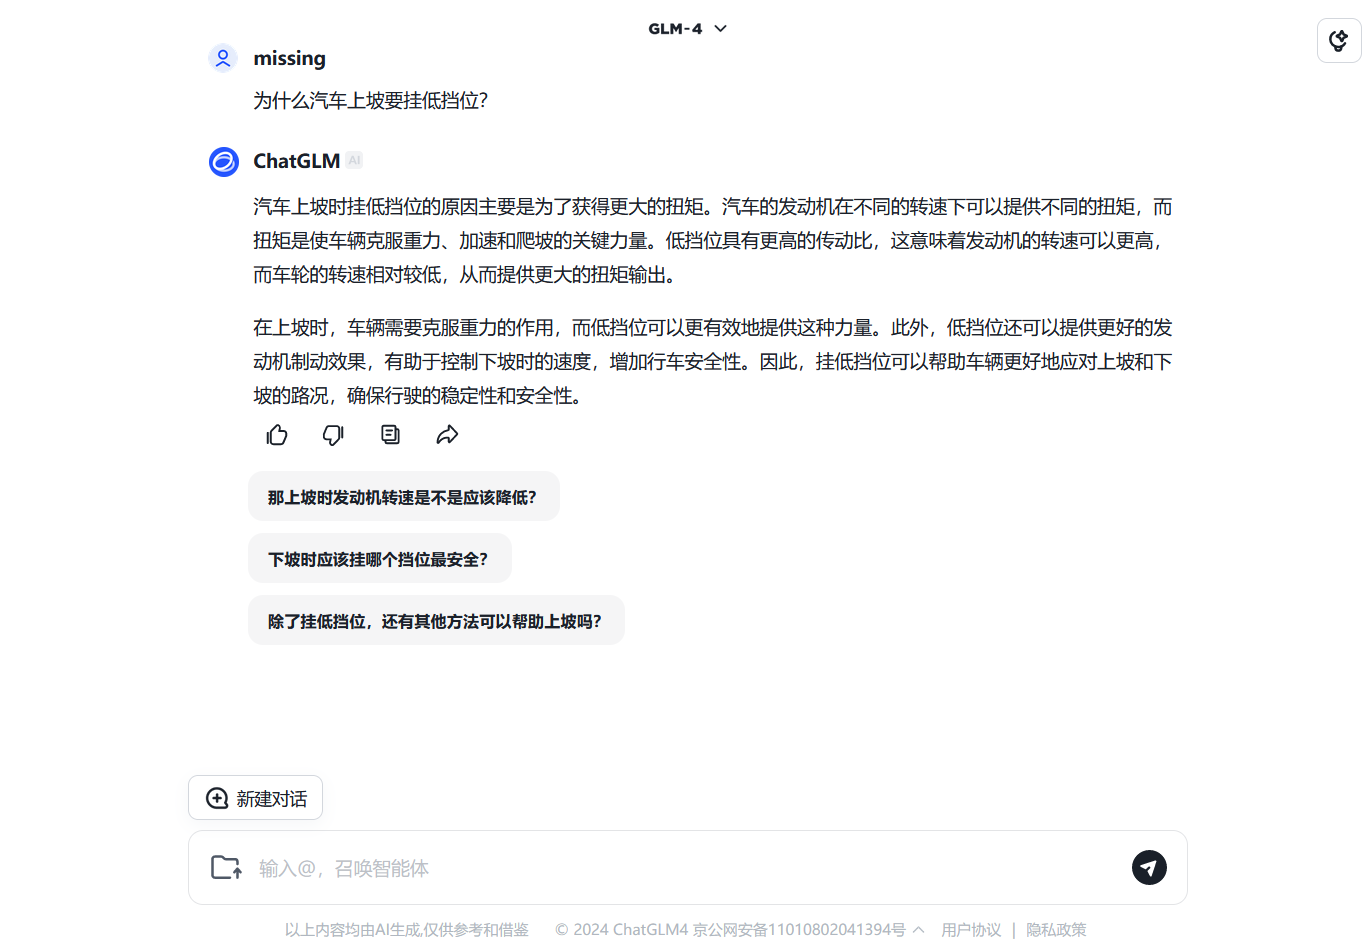 GLM-4
missing
为什么汽车上坡要挂低挡位？
ChatGLM AI
汽车上坡时挂低挡位的原因主要是为了获得更大的扭矩。汽车的发动机在不同的转速下可以提供不同的扭矩，而
扭矩是使车辆克服重力、加速和爬坡的关键力量。低挡位具有更高的传动比，这意味着发动机的转速可以更高，
而车轮的转速相对较低，从而提供更大的扭矩输出。
在上坡时，车辆需要克服重力的作用，而低挡位可以更有效地提供这种力量。此外，低挡位还可以提供更好的发
动机制动效果，有助于控制下坡时的速度，增加行车安全性。因此，挂低挡位可以帮助车辆更好地应对上坡和下
坡的路况，确保行驶的稳定性和安全性。
那上坡时发动机转速是不是应该降低？
下坡时应该挂哪个挡位最安全？
除了挂低挡位，还有其他方法可以帮助上坡吗？
新建对话
输入@，召唤智能体
以上内容均由AI生成,仅供参考和借鉴 © 2024 ChatGLM4 京公网安备11010802041394号 用户协议 | 隐私政策